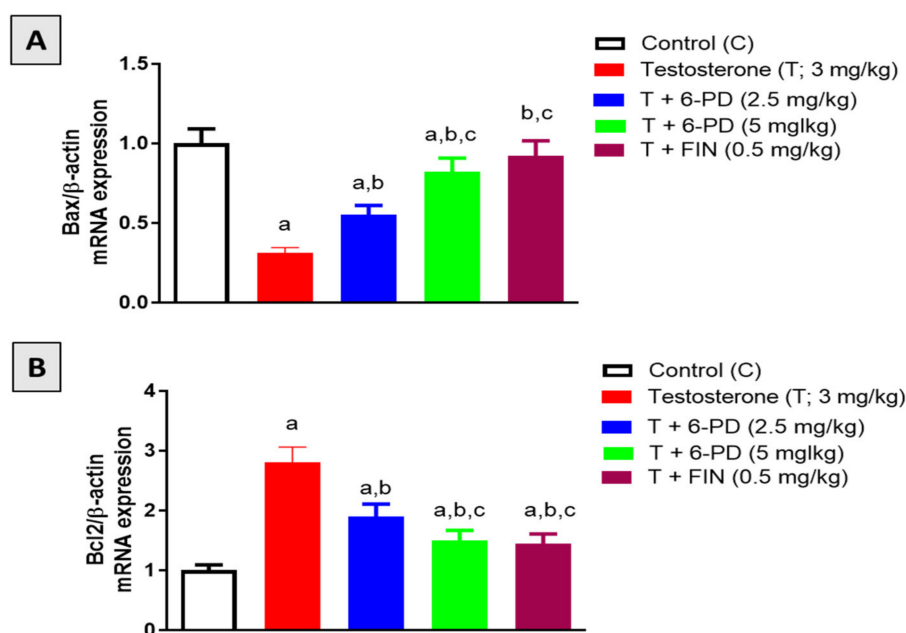 A
Control (C)
Testosterone (T; 3 mg/kg)
T + 6-PD (2.5 mg/kg)
T + 6-PD (5 mglkg)
T + FIN (0.5 mg/kg)
Bax/β-actin
mRNA expression
1.5
1.0
0.5
0.0
a
a,b
a,b,c
b,c
B
Control (C)
Testosterone (T; 3 mg/kg)
T + 6-PD (2.5 mg/kg)
T + 6-PD (5 mglkg)
T + FIN (0.5 mg/kg)
Bcl2/β-actin
mRNA expression
4
3
2
1
0
a
a,b
a,b,c
a,b,c